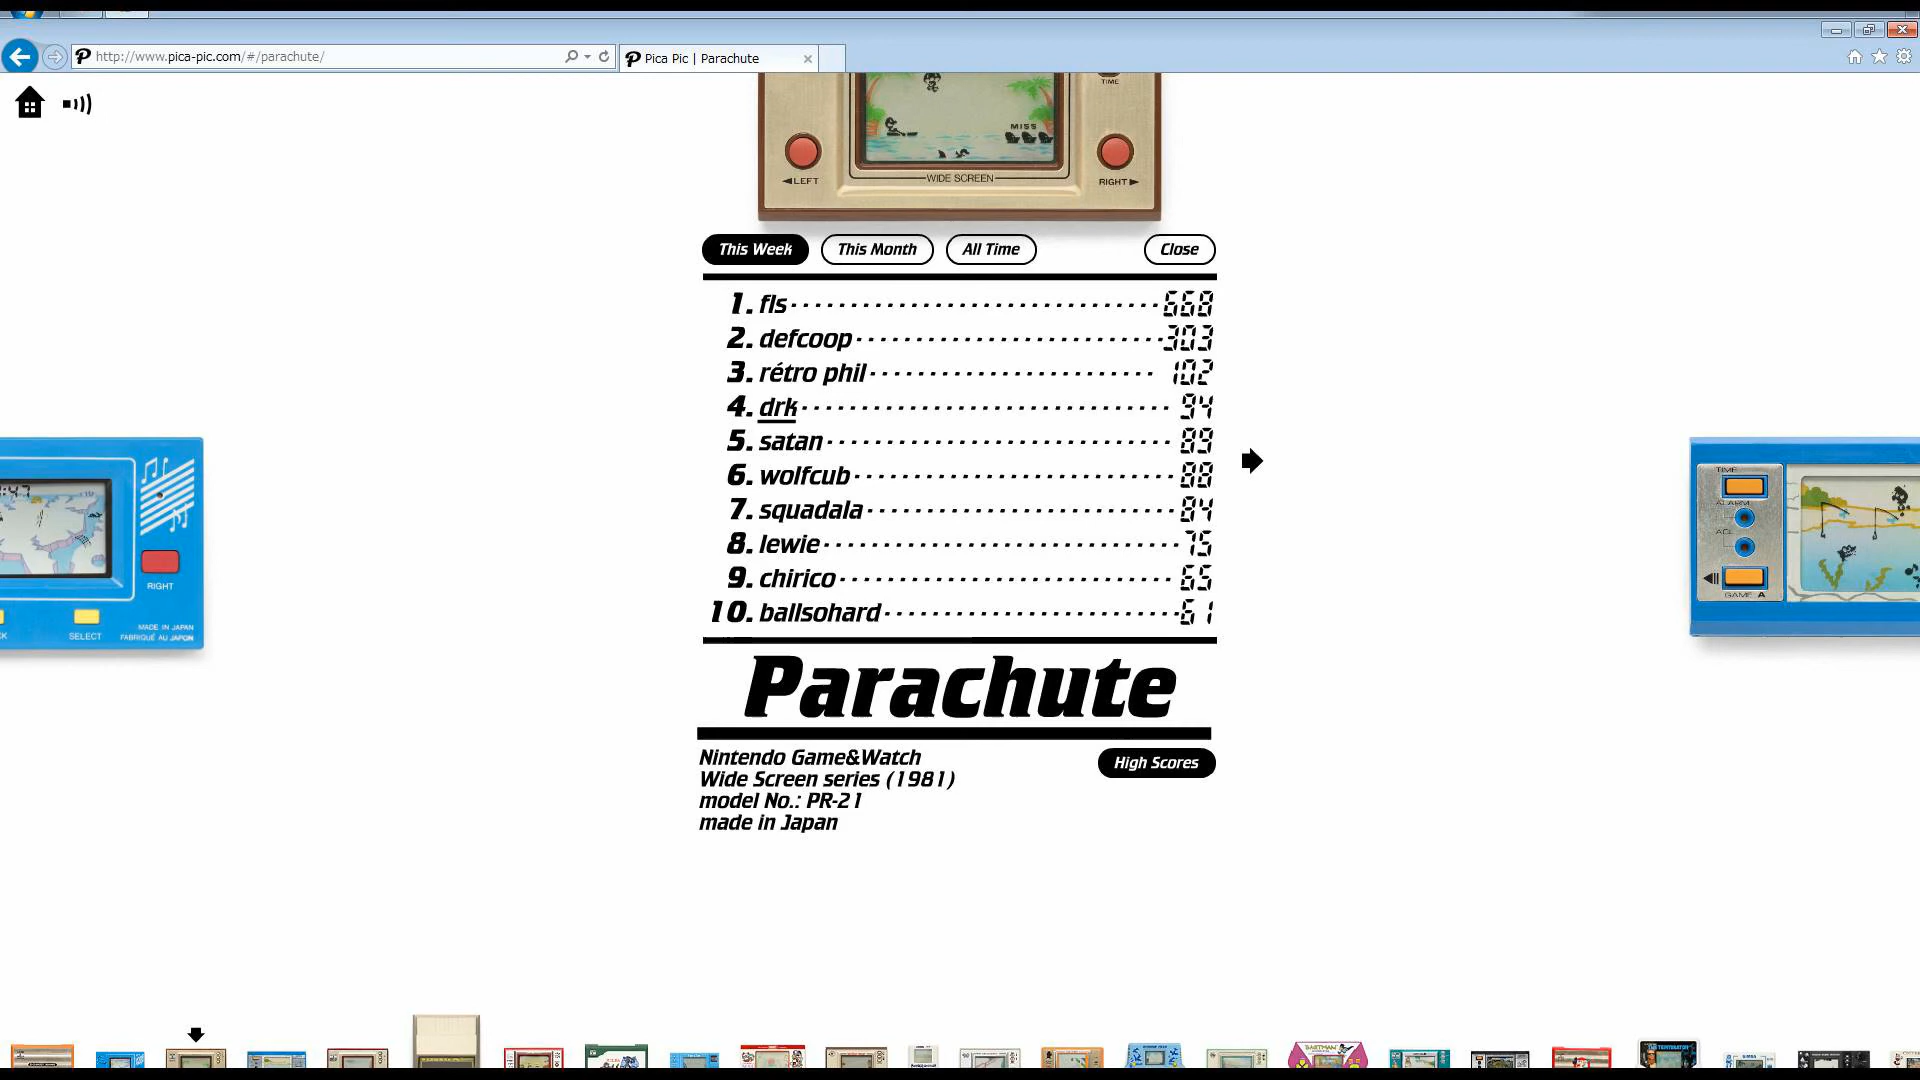 http://www.pica-pic.com/#/parachute/
Pica Pic | Parachute
TIME
MISS
◄LEFT
WIDE SCREEN
RIGHT►
This Week
This Month
All Time
Close
1. fls 668
2. defcoop 303
3. rétro phil 102
4. drk 94
5. satan 89
6. wolfcub 88
7. squadala 84
8. lewie 75
9. chirico 65
10. ballsohard 61
:47
RIGHT
SELECT
MADE IN JAPAN
FABRIQUÉ AU JAPON
TIME
ALARM
ACL
GAME A
Parachute
Nintendo Game&Watch
Wide Screen series (1981)
model No.: PR-21
made in Japan
High Scores